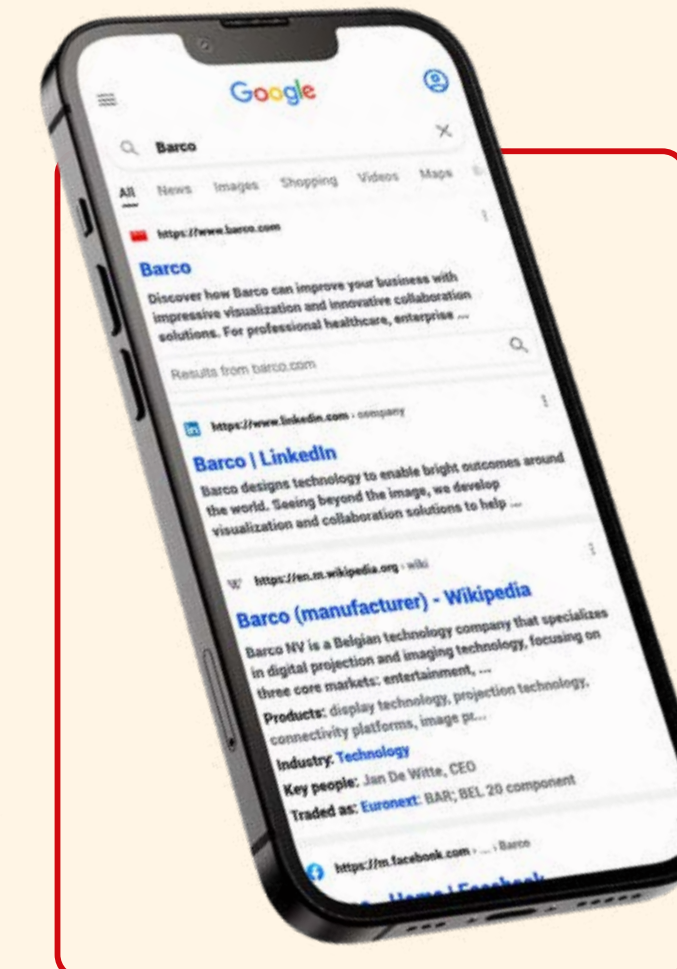 Google
Barco
All News Images Shopping Videos Maps
https://www.barco.com
Barco
Discover how Barco can improve your business with
impressive visualization and innovative collaboration
solutions. For professional healthcare, enterprise ...
Results from barco.com
https://www.linkedin.com › company
Barco | LinkedIn
Barco designs technology to enable bright outcomes around
the world. Seeing beyond the image, we develop
visualization and collaboration solutions to help ...
W https://en.m.wikipedia.org › wiki
Barco (manufacturer) - Wikipedia
Barco NV is a Belgian technology company that specializes
in digital projection and imaging technology, focusing on
three core markets: entertainment, ...
Products: display technology, projection technology,
connectivity platforms, image pr...
Industry: Technology
Key people: Jan De Witte, CEO
Traded as: Euronext: BAR; BEL 20 component
https://m.facebook.com › ... › Barco
- Home | Facebook